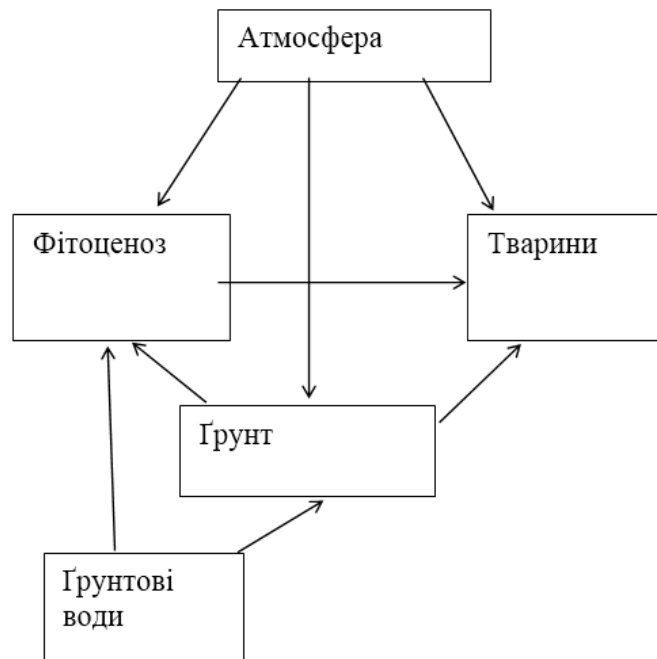 Атмосфера
Фітоценоз
Тварини
Ґрунт
Ґрунтові
води